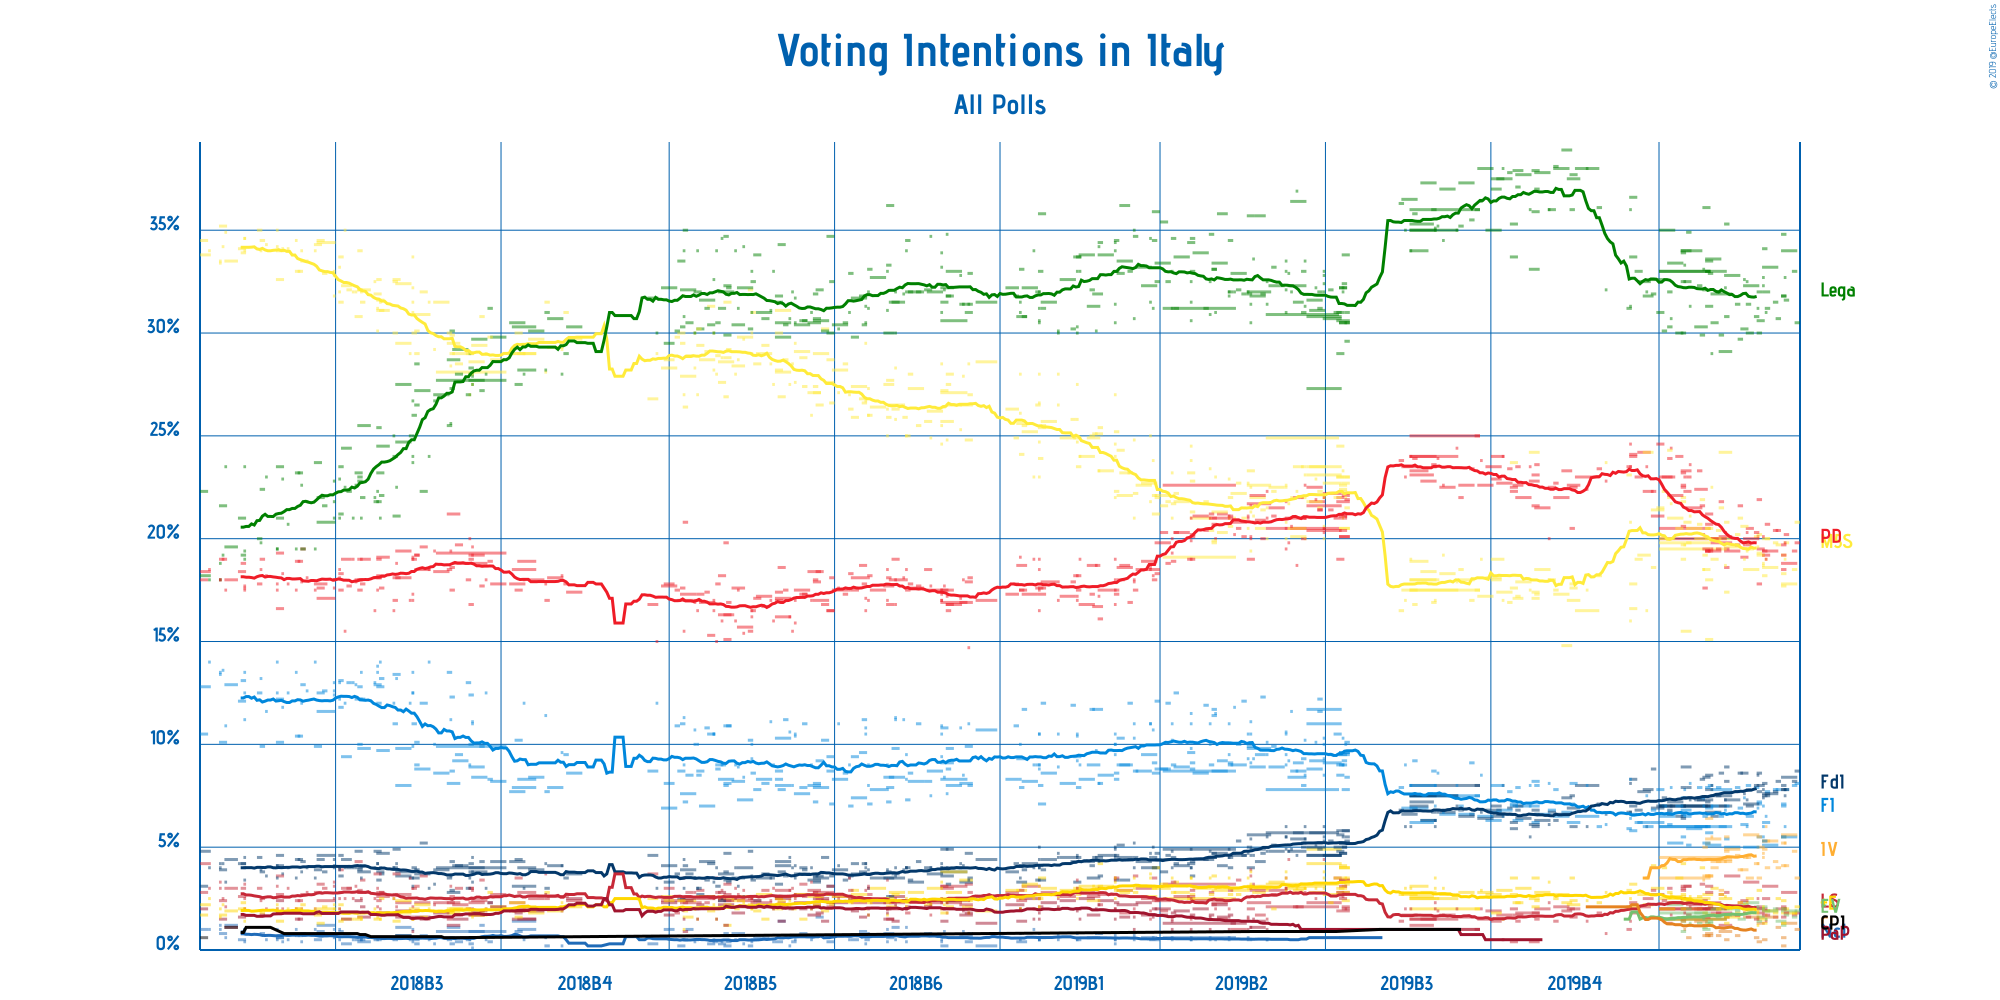 Voting Intentions in Italy
All Polls
© 2019 @EuropeElects
35%
30%
25%
20%
15%
10%
5%
0%
Lega
PD
M5S
FdI
FI
IV
EV
CPI
PaP
2018B3 2018B4 2018B5 2018B6 2019B1 2019B2 2019B3 2019B4